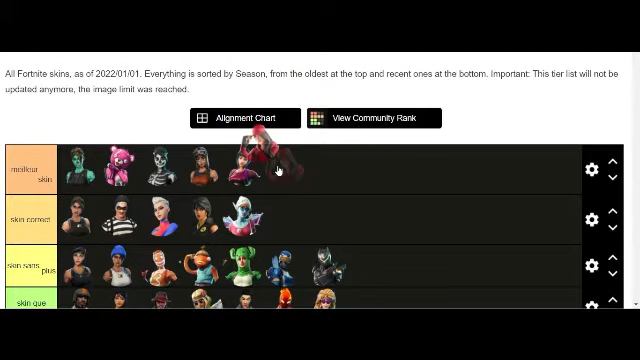 All Fortnite skins, as of 2022/01/01. Everything is sorted by Season, from the oldest at the top and recent ones at the bottom. Important: This tier list will not be
updated anymore, the image limit was reached.
Alignment Chart
View Community Rank
meilleur
skin
skin correct
skin sans
plus
skin que